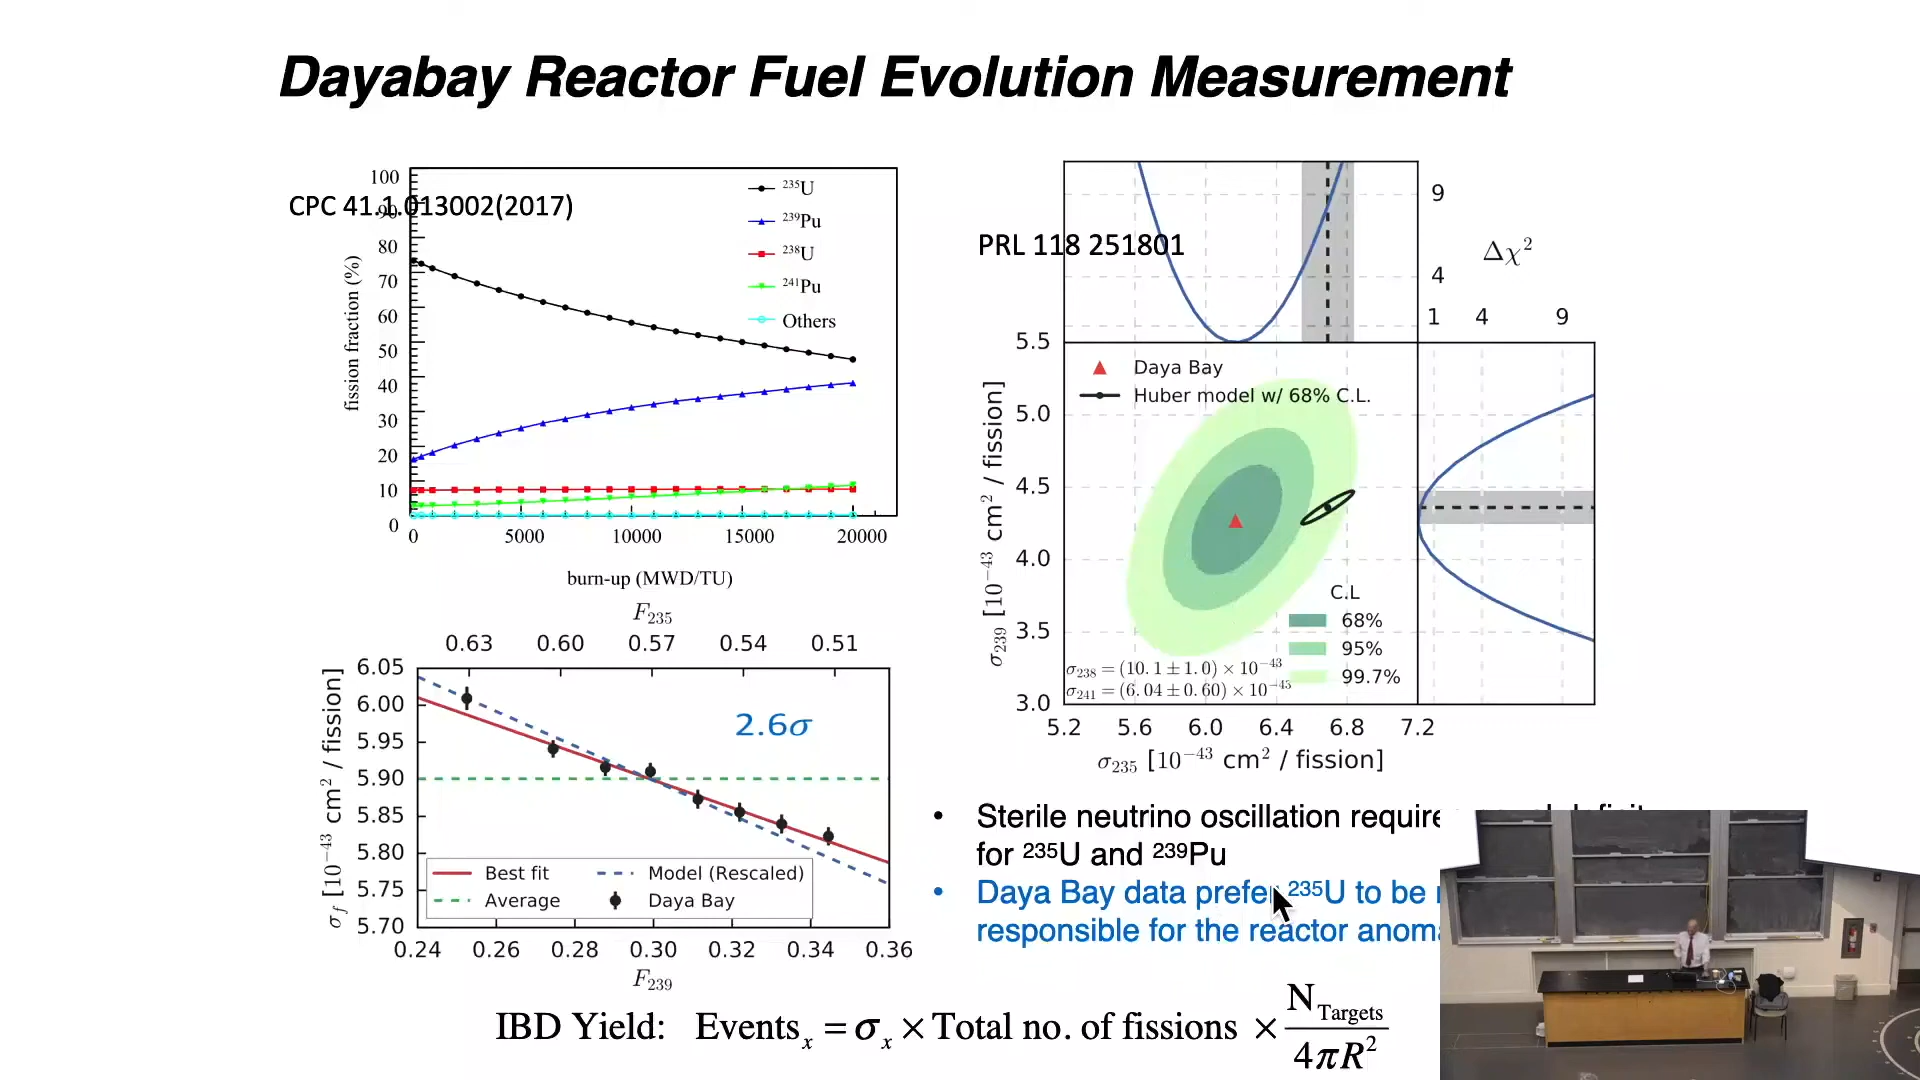 Dayabay Reactor Fuel Evolution Measurement
CPC 41.1.013002(2017)
fission fraction (%)
100
90
80
70
60
50
40
30
20
10
0
²³⁵U
²³⁹Pu
²³⁸U
²⁴¹Pu
Others
0 5000 10000 15000 20000
burn-up (MWD/TU)
F₂₃₅
0.63 0.60 0.57 0.54 0.51
σ_f [10⁻⁴³ cm² / fission]
6.05
6.00
5.95
5.90
5.85
5.80
5.75
5.70
2.6σ
Best fit
Average
Model (Rescaled)
Daya Bay
0.24 0.26 0.28 0.30 0.32 0.34 0.36
F₂₃₉
PRL 118 251801
9
4
1 4 9
Δχ²
5.5
5.0
4.5
4.0
3.5
3.0
σ₂₃₉ [10⁻⁴³ cm² / fission]
Daya Bay
Huber model w/ 68% C.L.
C.L
68%
95%
99.7%
σ₂₃₈ = (10.1 ± 1.0) × 10⁻⁴³
σ₂₄₁ = (6.04 ± 0.60) × 10⁻⁴³
5.2 5.6 6.0 6.4 6.8 7.2
σ₂₃₅ [10⁻⁴³ cm² / fission]
• Sterile neutrino oscillation require
for ²³⁵U and ²³⁹Pu
• Daya Bay data prefer ²³⁵U to be
responsible for the reactor anom
IBD Yield: Eventsₓ = σₓ × Total no. of fissions × N_Targets / 4πR²